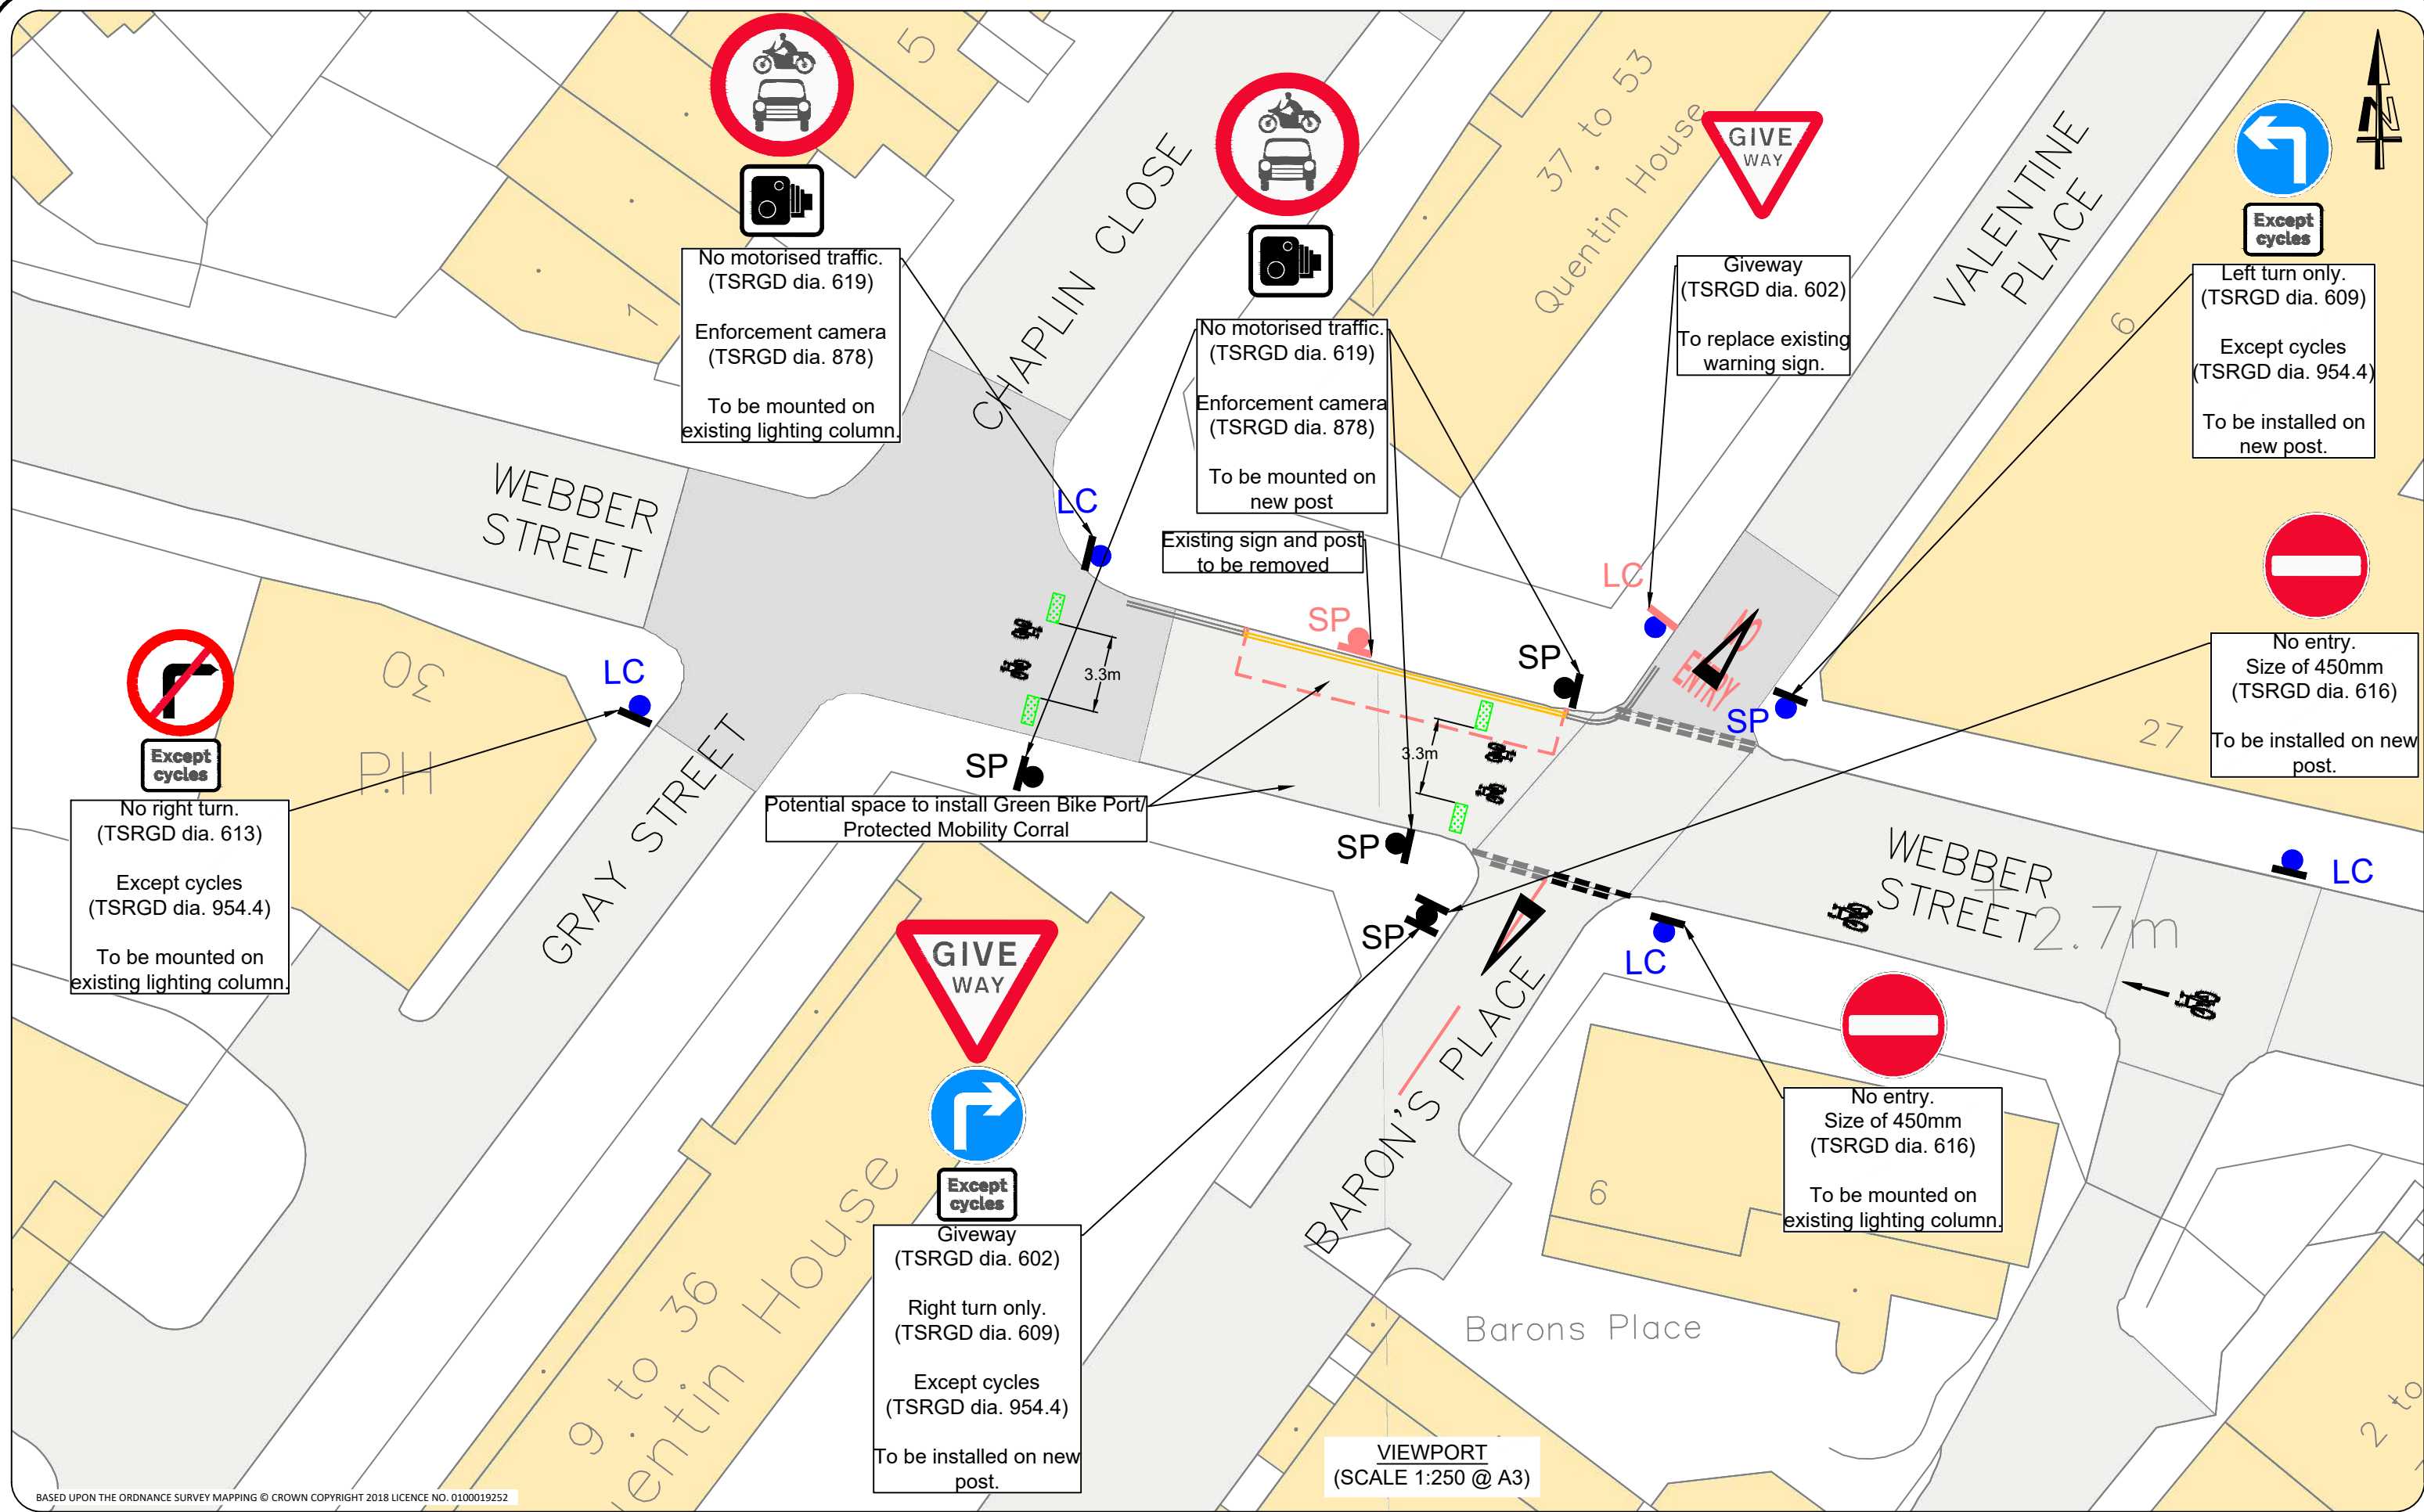 5
CHAPLIN CLOSE
37 to 53
Quentin House
GIVE
WAY
VALENTINE
PLACE
N
Except
cycles
No motorised traffic.
(TSRGD dia. 619)
Enforcement camera
(TSRGD dia. 878)
To be mounted on
existing lighting column.
No motorised traffic.
(TSRGD dia. 619)
Enforcement camera
(TSRGD dia. 878)
To be mounted on
new post
Giveway
(TSRGD dia. 602)
To replace existing
warning sign.
Left turn only.
(TSRGD dia. 609)
Except cycles
(TSRGD dia. 954.4)
To be installed on
new post.
1
6
WEBBER
STREET
LC
Existing sign and post
to be removed
LC
SP
SP
NO
ENTRY
SP
No entry.
Size of 450mm
(TSRGD dia. 616)
To be installed on new
post.
27
30
P.H
LC
3.3m
3.3m
Except
cycles
No right turn.
(TSRGD dia. 613)
Except cycles
(TSRGD dia. 954.4)
To be mounted on
existing lighting column.
GRAY STREET
SP
Potential space to install Green Bike Port/
Protected Mobility Corral
SP
SP
WEBBER
STREET
2.7m
LC
LC
GIVE
WAY
Except
cycles
Giveway
(TSRGD dia. 602)
Right turn only.
(TSRGD dia. 609)
Except cycles
(TSRGD dia. 954.4)
To be installed on new
post.
BARON'S PLACE
No entry.
Size of 450mm
(TSRGD dia. 616)
To be mounted on
existing lighting column.
6
Barons Place
9 to 36
entin House
2 to
VIEWPORT
(SCALE 1:250 @ A3)
BASED UPON THE ORDNANCE SURVEY MAPPING © CROWN COPYRIGHT 2018 LICENCE NO. 0100019252